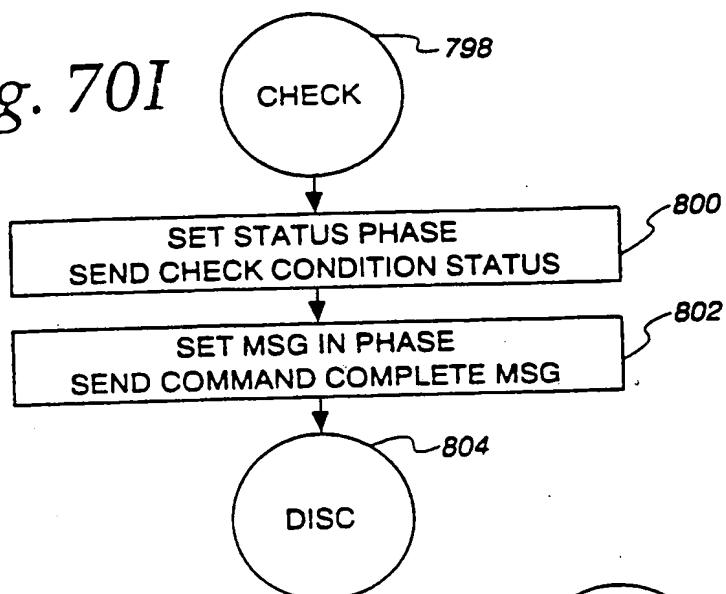 g. 70I
798
CHECK
800
SET STATUS PHASE
SEND CHECK CONDITION STATUS
802
SET MSG IN PHASE
SEND COMMAND COMPLETE MSG
804
DISC